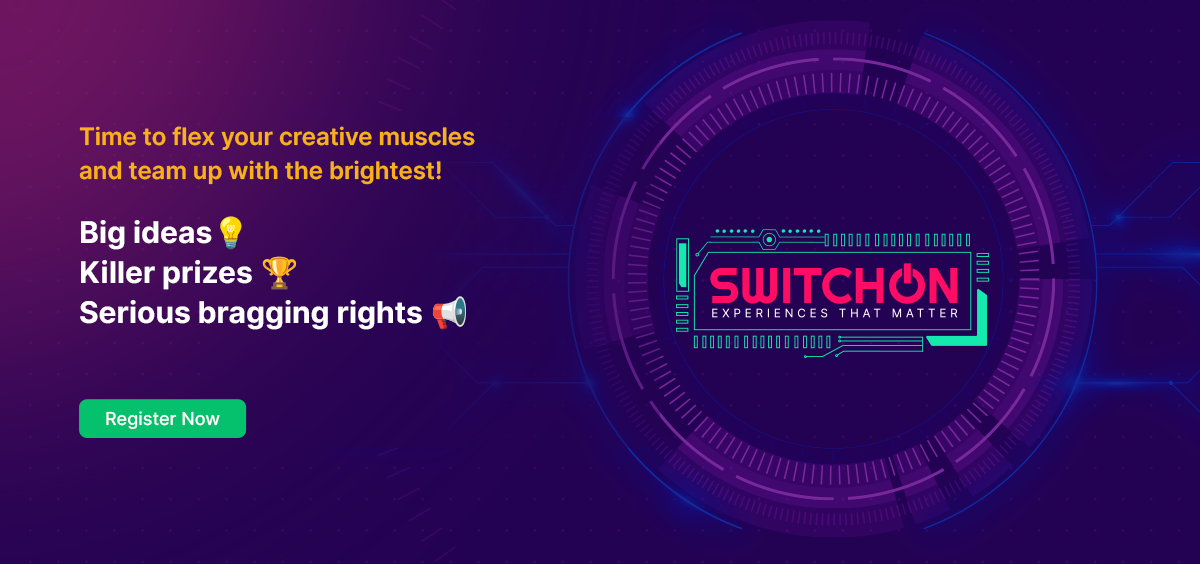 Time to flex your creative muscles
and team up with the brightest!
Big ideas💡
Killer prizes 🏆
Serious bragging rights 📢
Register Now
SWITCHON
EXPERIENCES THAT MATTER